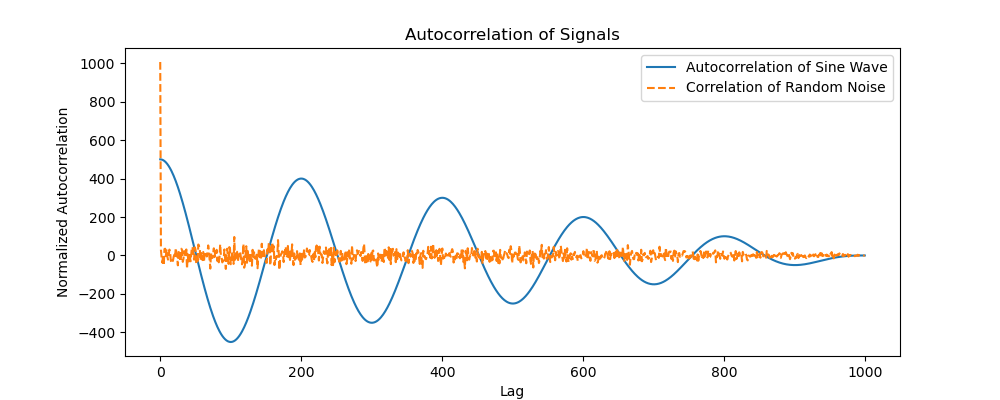 Autocorrelation of Signals
Autocorrelation of Sine Wave
Correlation of Random Noise
Normalized Autocorrelation
1000
800
600
400
200
0
−200
−400
0 200 400 600 800 1000
Lag